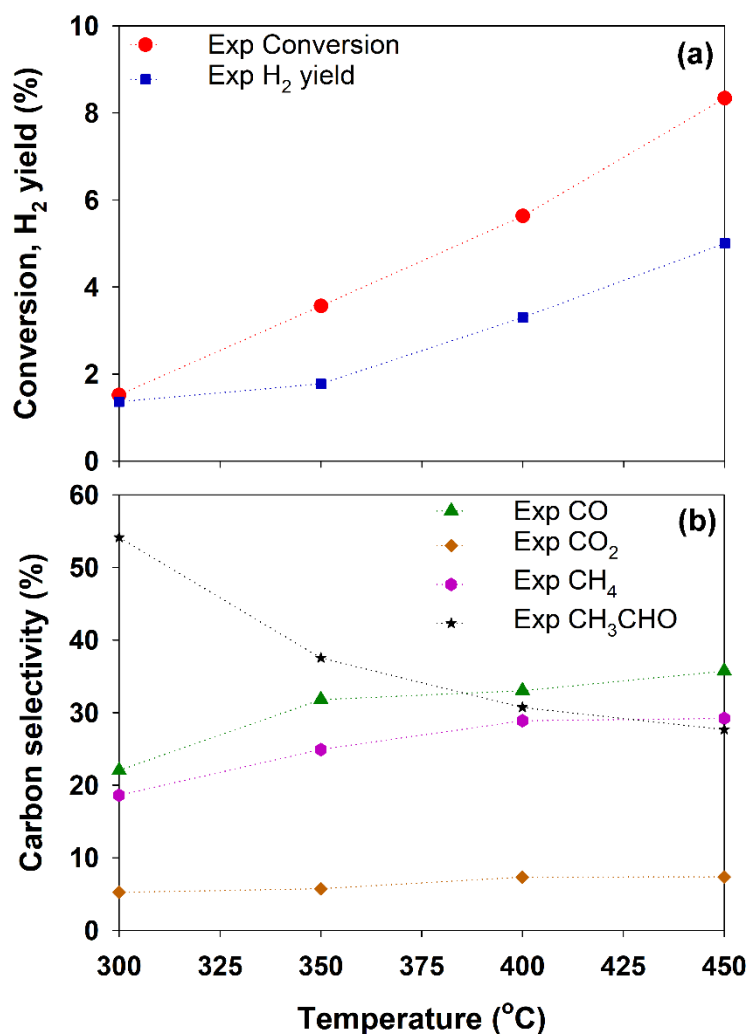 Conversion, H₂ yield (%)
10
8
6
4
2
0
Exp Conversion
Exp H₂ yield
(a)
Carbon selectivity (%)
60
50
40
30
20
10
0
Exp CO
Exp CO₂
Exp CH₄
Exp CH₃CHO
(b)
300 325 350 375 400 425 450
Temperature (°C)